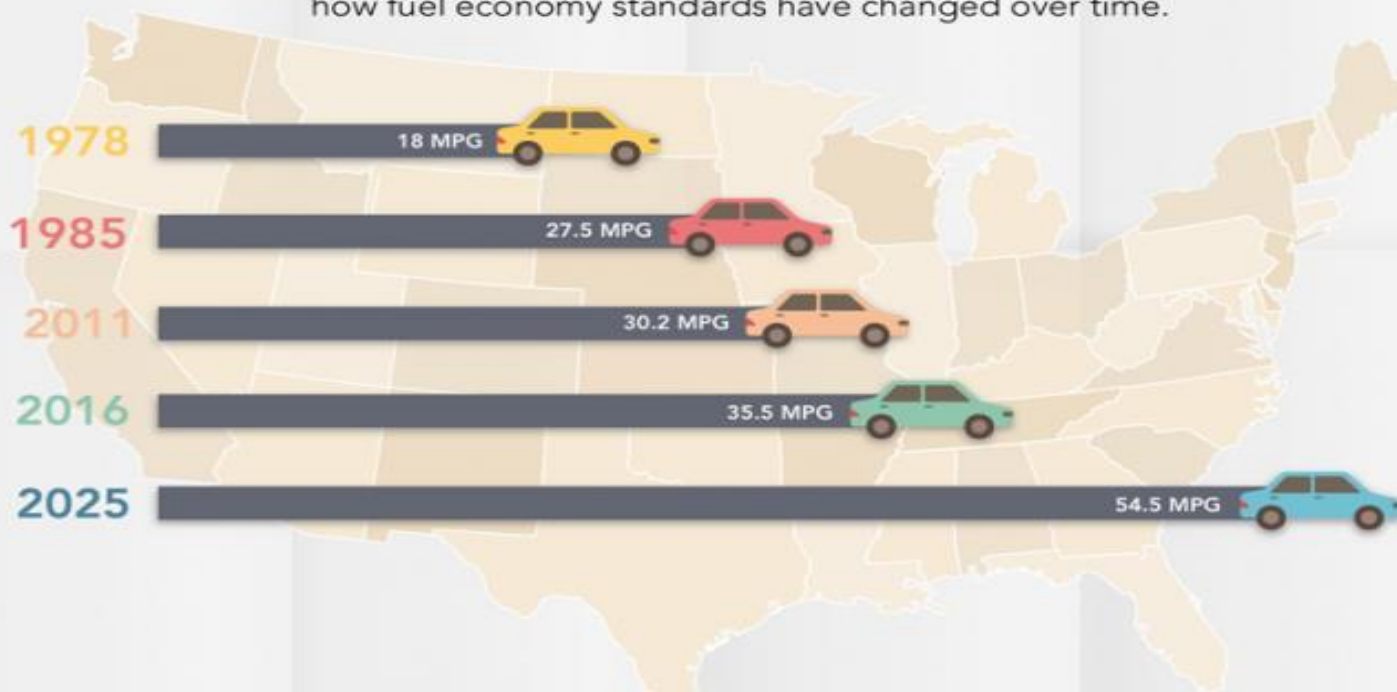 how fuel economy standards have changed over time.
1978 18 MPG
1985 27.5 MPG
2011 30.2 MPG
2016 35.5 MPG
2025 54.5 MPG